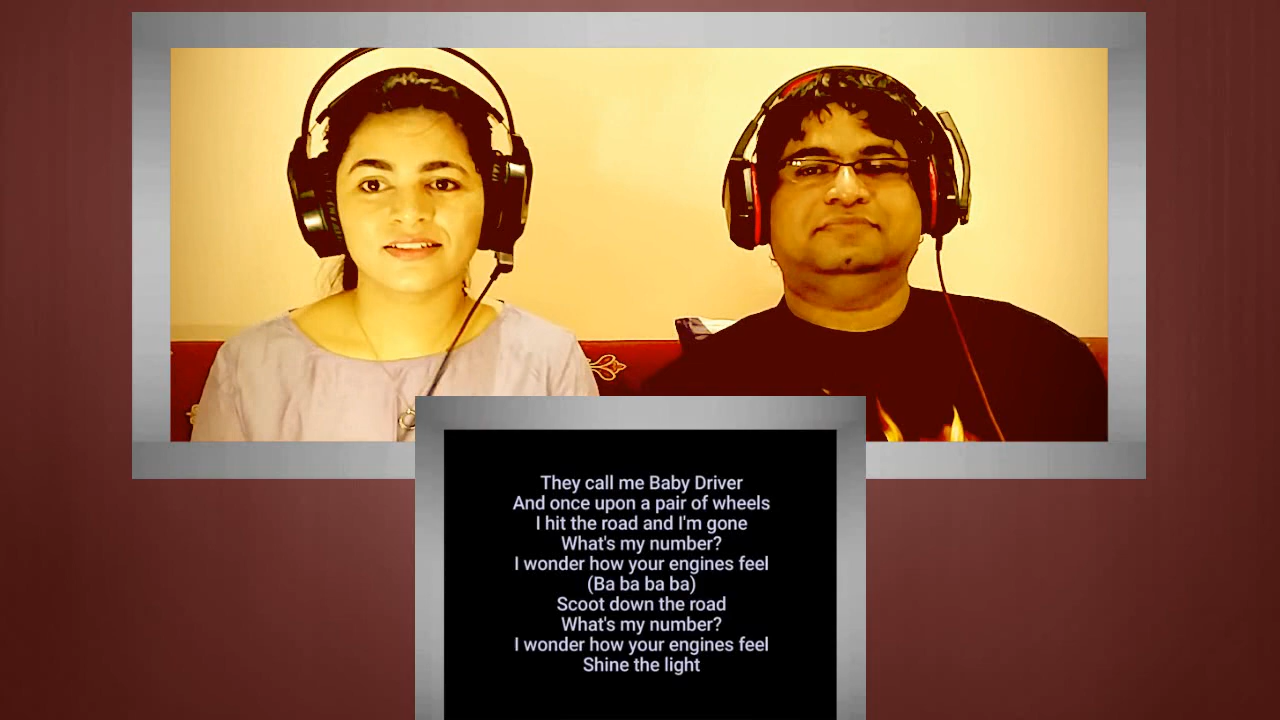 They call me Baby Driver
And once upon a pair of wheels
I hit the road and I'm gone
What's my number?
I wonder how your engines feel
(Ba ba ba ba)
Scoot down the road
What's my number?
I wonder how your engines feel
Shine the light